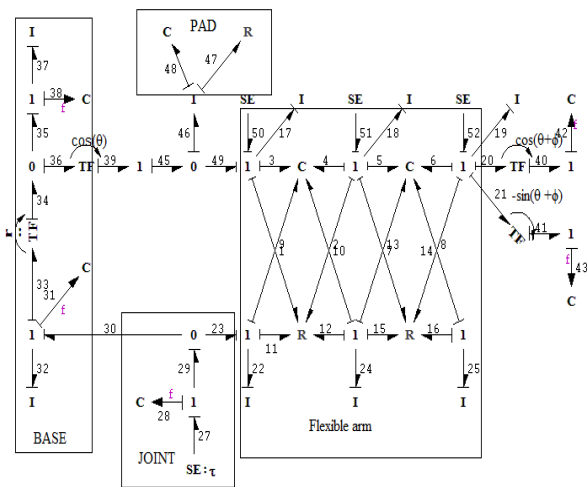 I PAD C R
37 48 47
1 38 C I SE I SE I SE I C
f 46 50 17 51 18 52 19 42 f
35 cos(θ) cos(θ+ϕ)
0 36 TF 39 1 45 0 49 1 3 C 4 1 5 C 6 1 20 TF 40 1
34 21 -sin(θ +ϕ)
r : TF 9 1 2 10 13 7 14 8 TF 41 1
33 31 C f 43
f C
1 30 0 23 1 11 R 12 1 15 R 16 1
32 29 22 24 25
I C f 28 1 I I I
27
BASE JOINT SE:τ Flexible arm